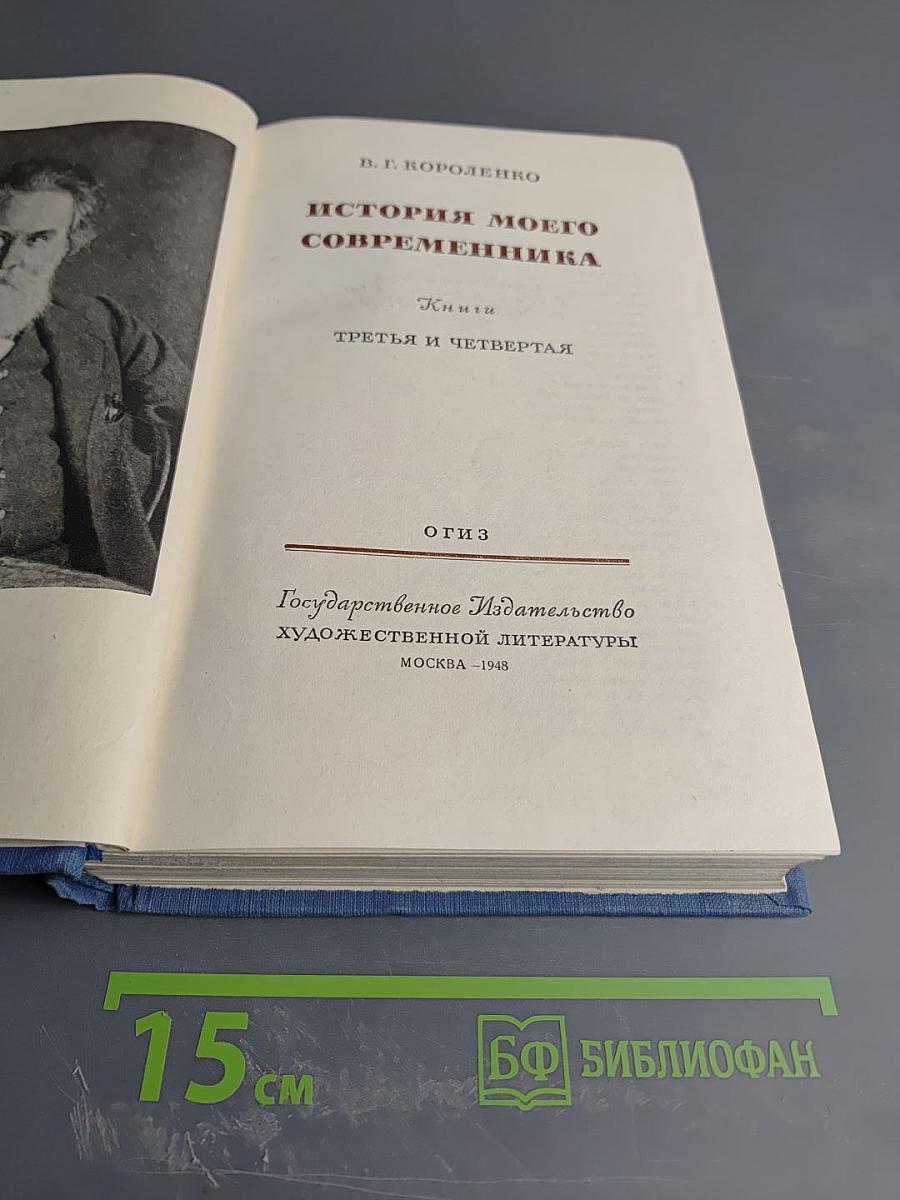 В. Г. КОРОЛЕНКО
ИСТОРИЯ МОЕГО
СОВРЕМЕННИКА
Книги
ТРЕТЬЯ И ЧЕТВЕРТАЯ
ОГИЗ
Государственное Издательство
ХУДОЖЕСТВЕННОЙ ЛИТЕРАТУРЫ
МОСКВА –1948
15 см
БФ БИБЛИОФАН